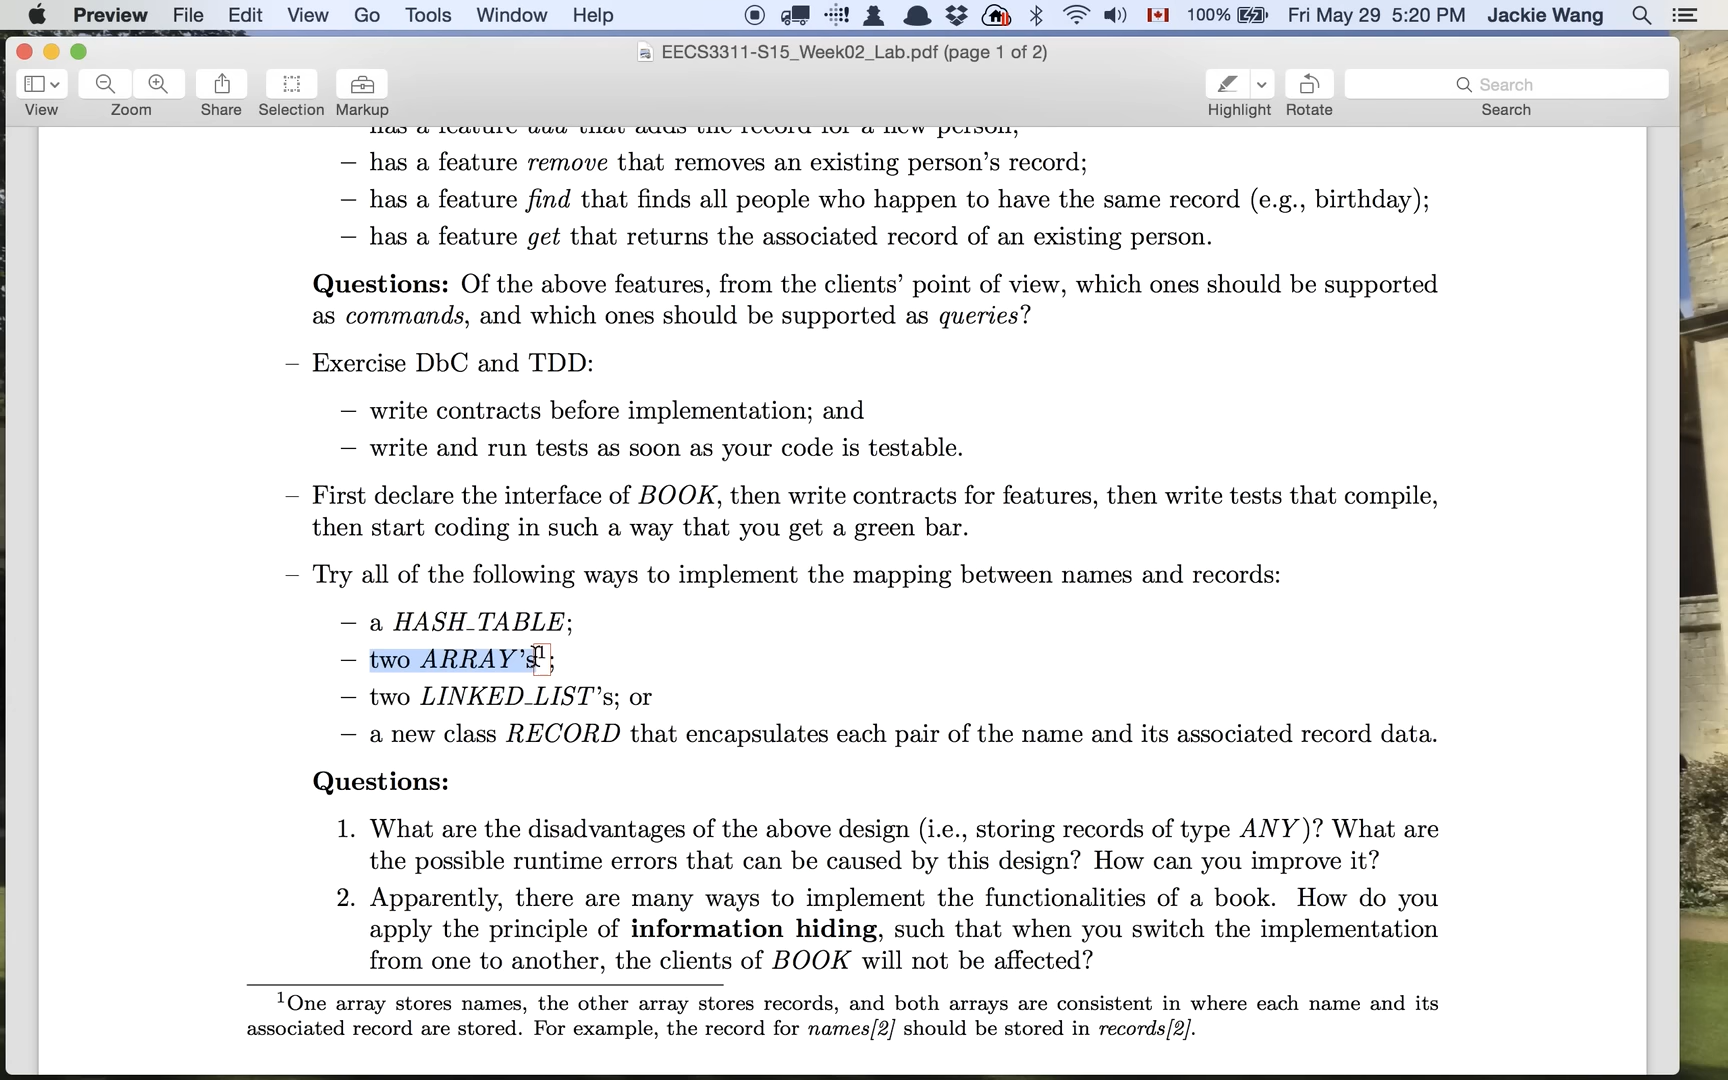 Preview File Edit View Go Tools Window Help 100% Fri May 29 5:20 PM Jackie Wang
EECS3311-S15_Week02_Lab.pdf (page 1 of 2)
Search
View Zoom Share Selection Markup Highlight Rotate Search
has a feature add that adds the record for a new person;
– has a feature remove that removes an existing person's record;
– has a feature find that finds all people who happen to have the same record (e.g., birthday);
– has a feature get that returns the associated record of an existing person.
Questions: Of the above features, from the clients' point of view, which ones should be supported
as commands, and which ones should be supported as queries?
– Exercise DbC and TDD:
– write contracts before implementation; and
– write and run tests as soon as your code is testable.
– First declare the interface of BOOK, then write contracts for features, then write tests that compile,
then start coding in such a way that you get a green bar.
– Try all of the following ways to implement the mapping between names and records:
– a HASH_TABLE;
– two ARRAY's1;
– two LINKED_LIST's; or
– a new class RECORD that encapsulates each pair of the name and its associated record data.
Questions:
1. What are the disadvantages of the above design (i.e., storing records of type ANY)? What are
the possible runtime errors that can be caused by this design? How can you improve it?
2. Apparently, there are many ways to implement the functionalities of a book. How do you
apply the principle of information hiding, such that when you switch the implementation
from one to another, the clients of BOOK will not be affected?
1One array stores names, the other array stores records, and both arrays are consistent in where each name and its
associated record are stored. For example, the record for names[2] should be stored in records[2].